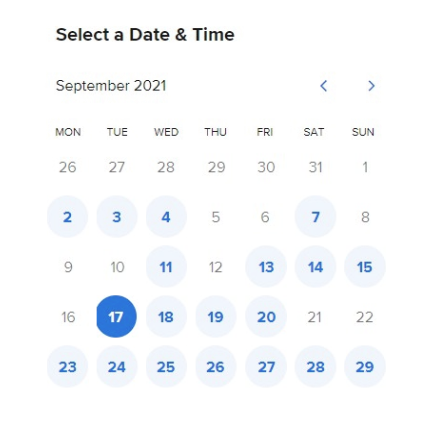 Select a Date & Time
September 2021
MON TUE WED THU FRI SAT SUN
26 27 28 29 30 31 1
2 3 4 5 6 7 8
9 10 11 12 13 14 15
16 17 18 19 20 21 22
23 24 25 26 27 28 29